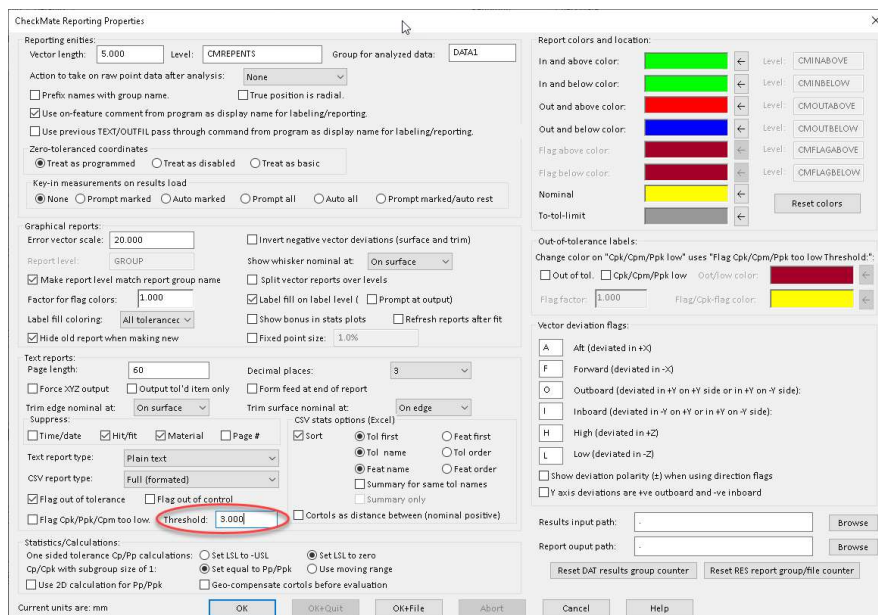 CheckMate Reporting Properties
Reporting enities:
Vector length: 5.000 Level: CMREPENTS Group for analyzed data: DATA1
Action to take on raw point data after analysis: None
Prefix names with group name. True position is radial.
Use on-feature comment from program as display name for labeling/reporting.
Use previous TEXT/OUTFIL pass through command from program as display name for labeling/reporting.
Zero-toleranced coordinates
Treat as programmed Treat as disabled Treat as basic
Key-in measurements on results load
None Prompt marked Auto marked Prompt all Auto all Prompt marked/auto rest
Graphical reports:
Error vector scale: 20.000 Invert negative vector deviations (surface and trim)
Report level: GROUP Show whisker nominal at: On surface
Make report level match report group name Split vector reports over levels
Factor for flag colors: 1.000 Label fill on label level ( Prompt at output)
Label fill coloring: All tolerancec Show bonus in stats plots Refresh reports after fit
Hide old report when making new Fixed point size: 1.0%
Text reports:
Page length: 60 Decimal places: 3
Force XYZ output Output tol'd item only Form feed at end of report
Trim edge nominal at: On surface Trim surface nominal at: On edge
Suppress:
Time/date Hit/fit Material Page #
Text report type: Plain text
CSV report type: Full (formated)
Flag out of tolerance Flag out of control
Flag Cpk/Ppk/Cpm too low. Threshold: 3.000
CSV stats options (Excel)
Sort Tol first Feat first
Tol name Tol order
Feat name Feat order
Summary for same tol names
Summary only
Cortols as distance between (nominal positive)
Statistics/Calculations:
One sided tolerance Cp/Pp calculations: Set LSL to -USL Set LSL to zero
Cp/Cpk with subgroup size of 1: Set equal to Pp/Ppk Use moving range
Use 2D calculation for Pp/Ppk Geo-compensate cortols before evaluation
Report colors and location:
In and above color: ← Level: CMINABOVE
In and below color: ← Level: CMINBELOW
Out and above color: ← Level: CMOUTABOVE
Out and below color: ← Level: CMOUTBELOW
Flag above color: ← Level: CMFLAGABOVE
Flag below color: ← Level: CMFLAGBELOW
Nominal ←
To-tol-limit ←
Reset colors
Out-of-tolerance labels:
Change color on "Cpk/Cpm/Ppk low" uses "Flag Cpk/Cpm/Ppk too low Threshold:":
Out of tol. Cpk/Cpm/Ppk low Oot/low color: ←
Flag factor: 1.000 Flag/Cpk-flag color: ←
Vector deviation flags:
A Aft (deviated in +X)
F Forward (deviated in -X)
O Outboard (deviated in +Y on +Y side or in +Y on -Y side):
I Inboard (deviated in -Y on +Y or in +Y on -Y side):
H High (deviated in +Z)
L Low (deviated in -Z)
Show deviation polarity (±) when using direction flags
Y axis deviations are +ve outboard and -ve inboard
Results input path: . Browse
Report ouput path: . Browse
Reset DAT results group counter Reset RES report group/file counter
Current units are: mm OK OK+Quit OK+File Abort Cancel Help